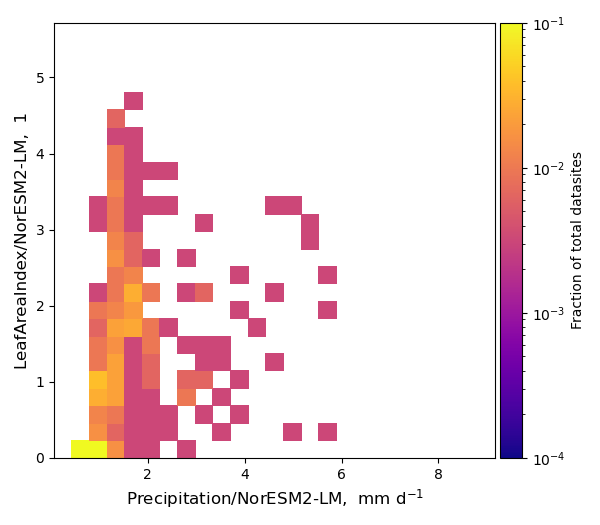 LeafAreaIndex/NorESM2-LM, 1
5
4
3
2
1
0
2 4 6 8
Precipitation/NorESM2-LM, mm d⁻¹
10⁻¹
10⁻²
10⁻³
10⁻⁴
Fraction of total datasites